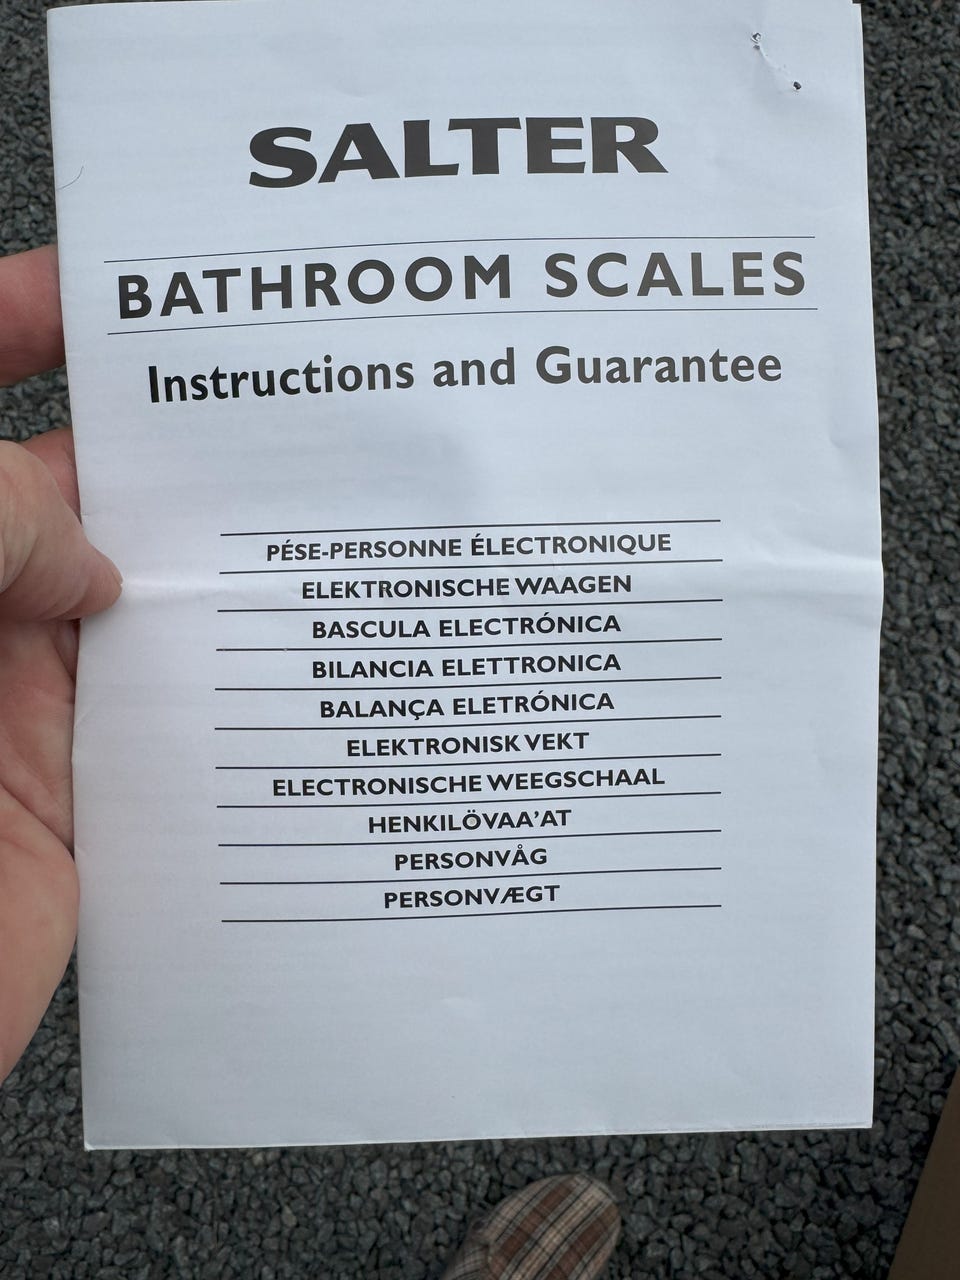 SALTER
BATHROOM SCALES
Instructions and Guarantee
PÉSE-PERSONNE ÉLECTRONIQUE
ELEKTRONISCHE WAAGEN
BASCULA ELECTRÓNICA
BILANCIA ELETTRONICA
BALANÇA ELETRÓNICA
ELEKTRONISK VEKT
ELECTRONISCHE WEEGSCHAAL
HENKILÖVAA'AT
PERSONVÅG
PERSONVÆGT